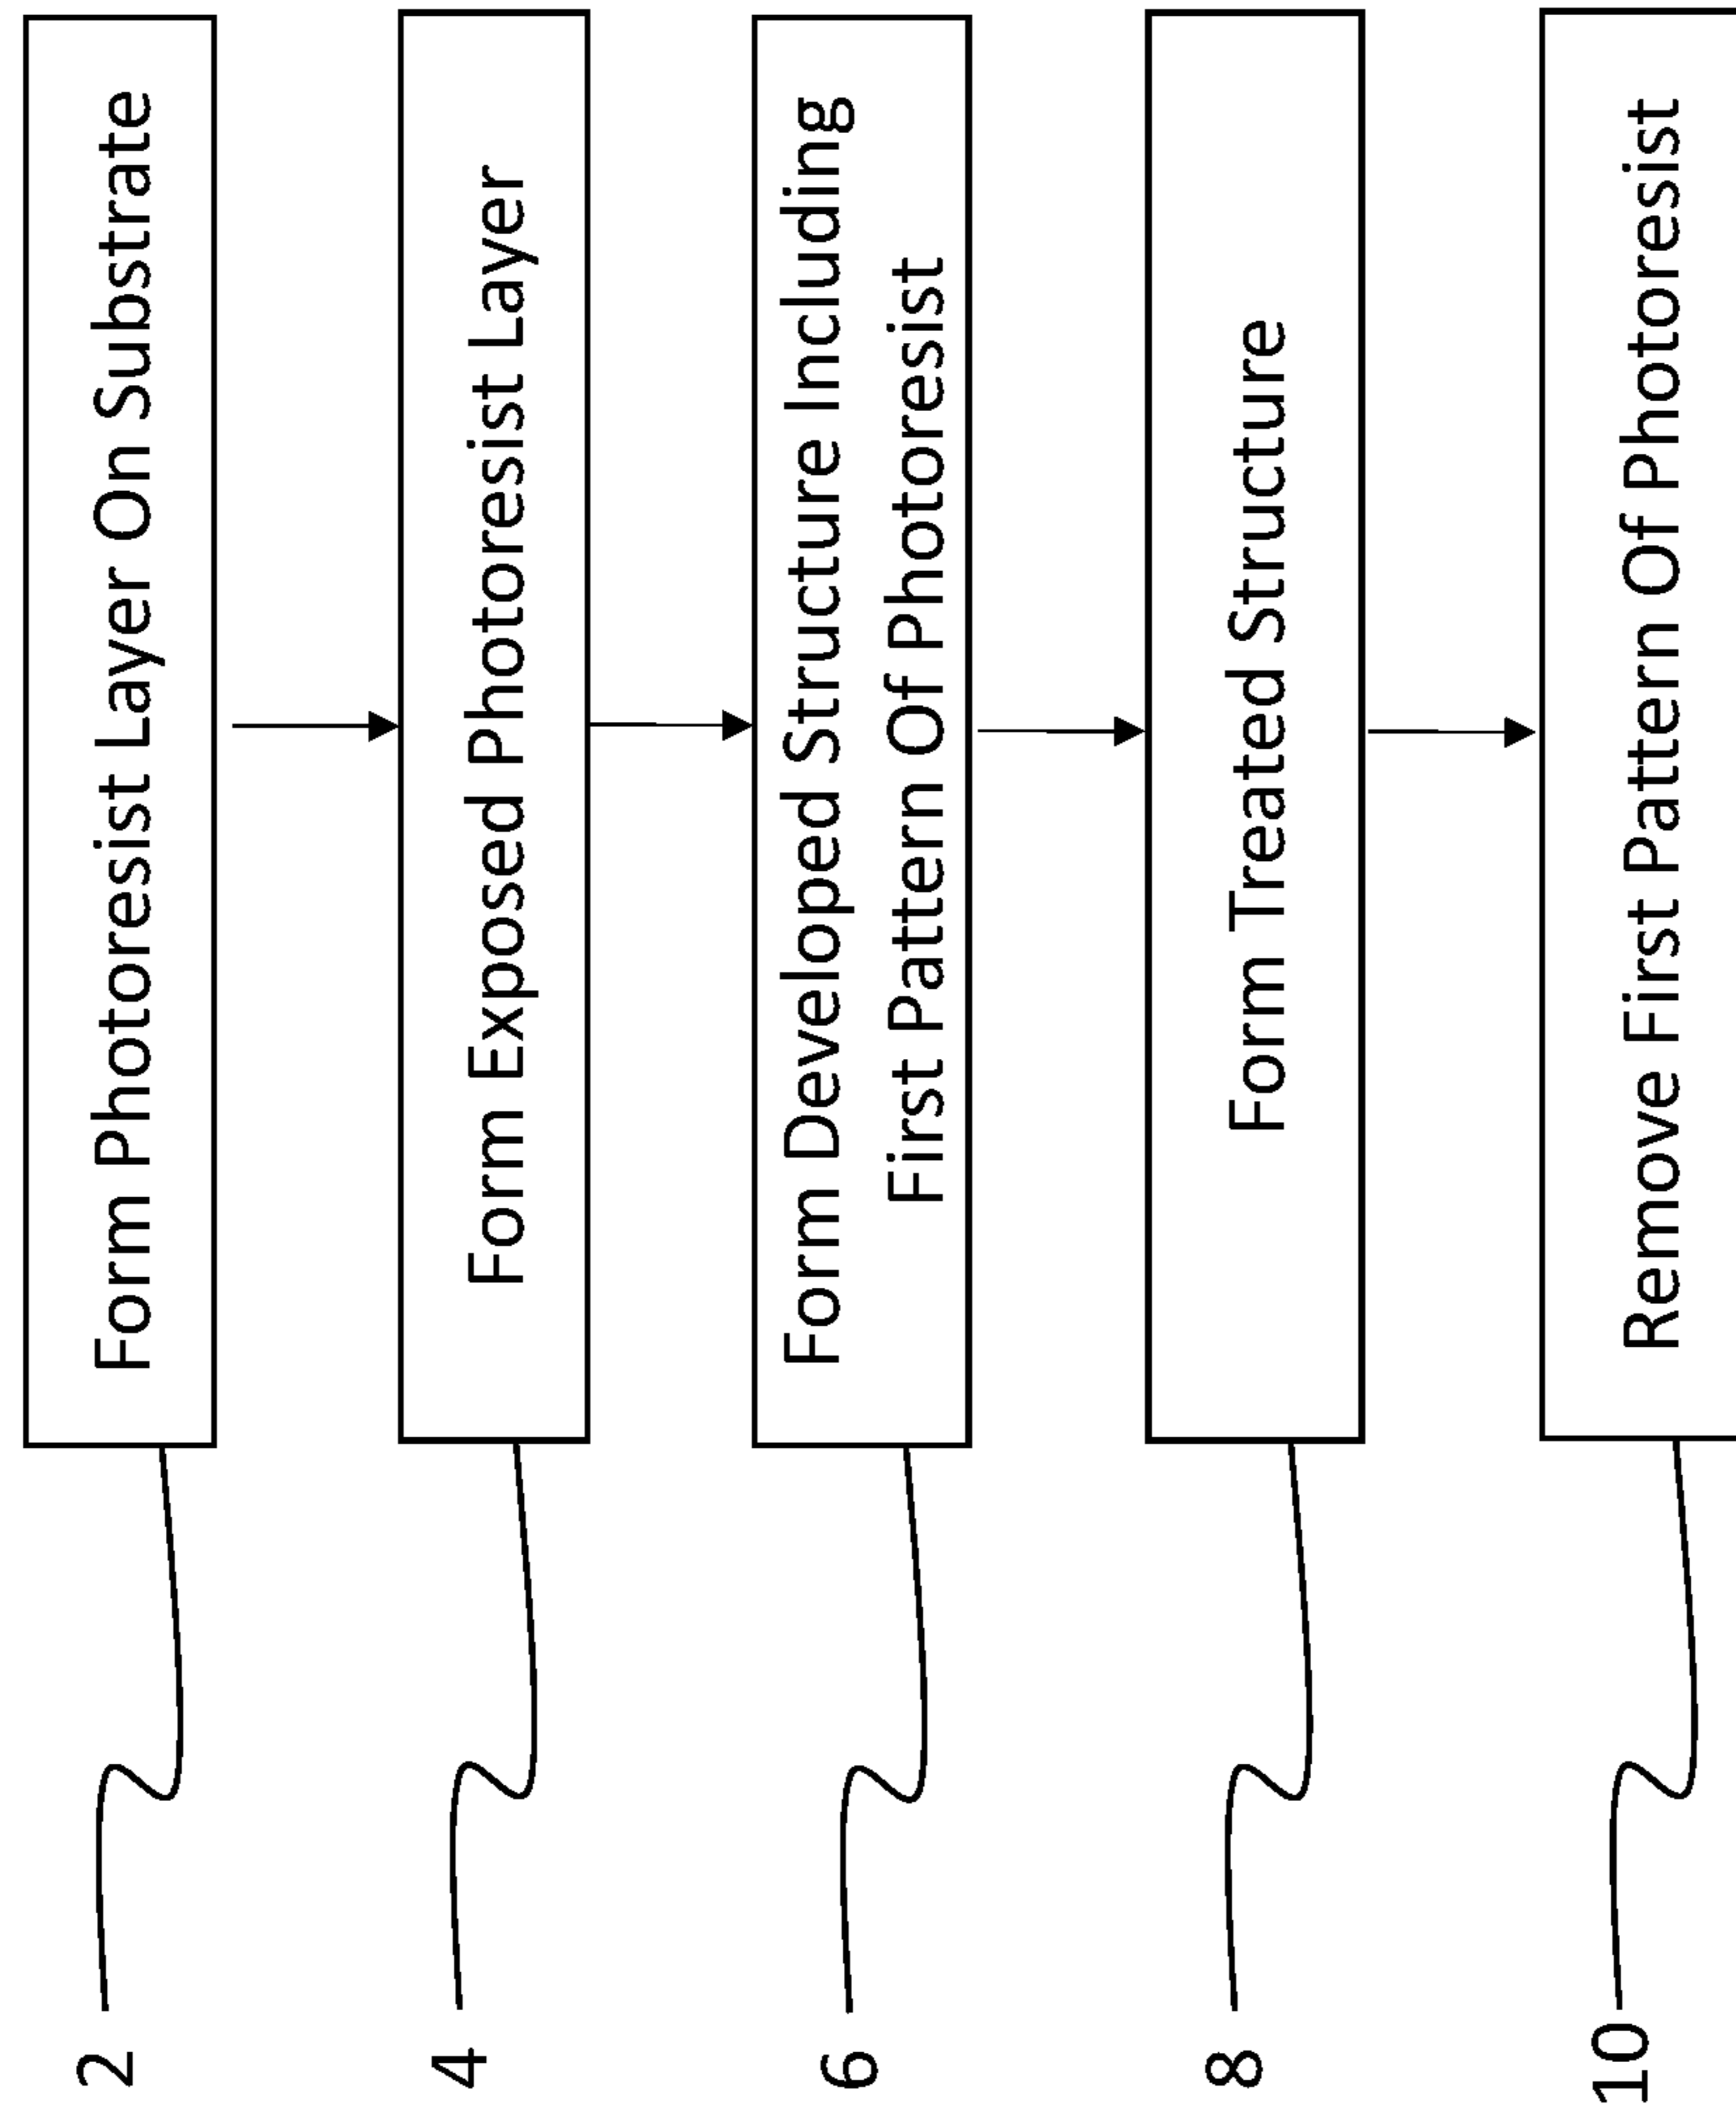 2
Form Photoresist Layer On Substrate
4
Form Exposed Photoresist Layer
6
Form Developed Structure Including
First Pattern Of Photoresist
8
Form Treated Structure
10
Remove First Pattern Of Photoresist